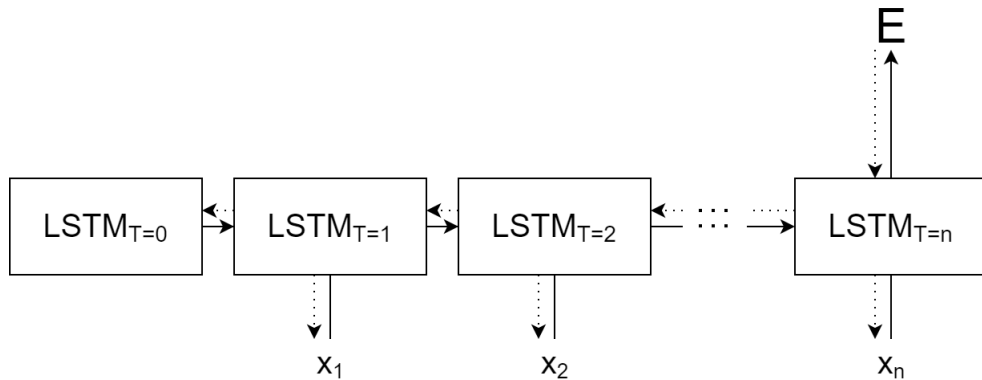 E
LSTM_{T=0} LSTM_{T=1} LSTM_{T=2} ... LSTM_{T=n}
x_1 x_2 x_n